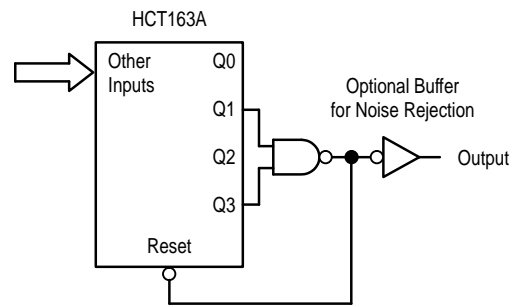 HCT163A
Other
Inputs
Q0
Q1
Q2
Q3
Reset
Optional Buffer
for Noise Rejection
Output